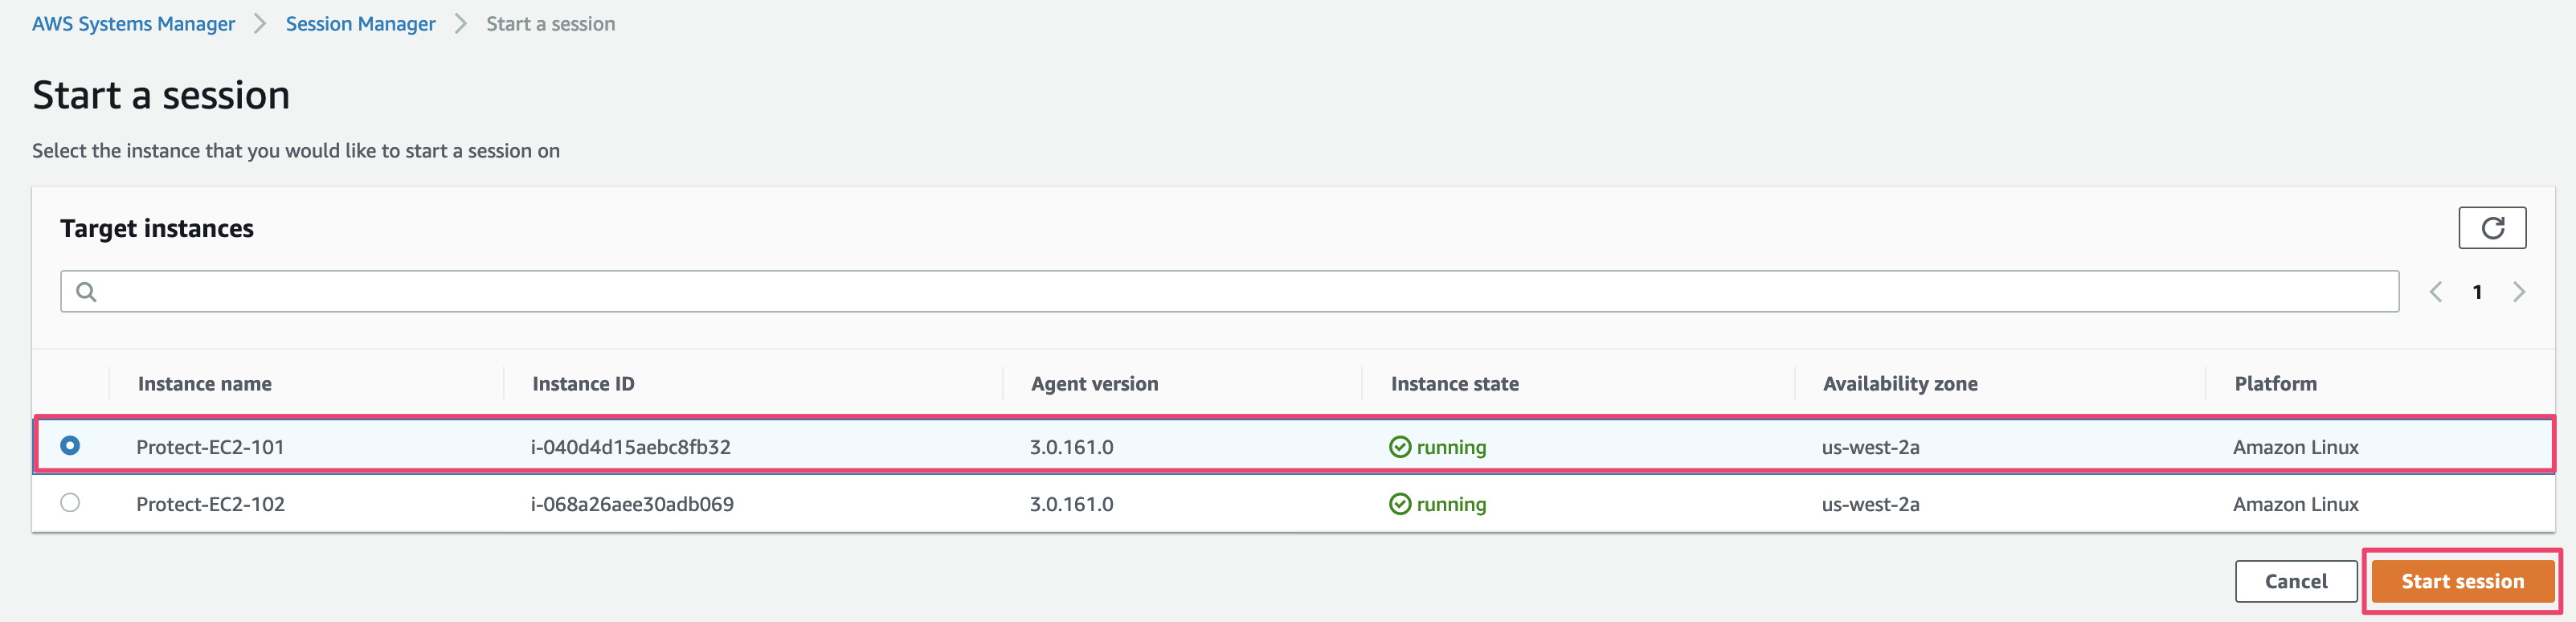 AWS Systems Manager > Session Manager > Start a session
Start a session
Select the instance that you would like to start a session on
Target instances
1
Instance name Instance ID Agent version Instance state Availability zone Platform
Protect-EC2-101 i-040d4d15aebc8fb32 3.0.161.0 running us-west-2a Amazon Linux
Protect-EC2-102 i-068a26aee30adb069 3.0.161.0 running us-west-2a Amazon Linux
Cancel Start session